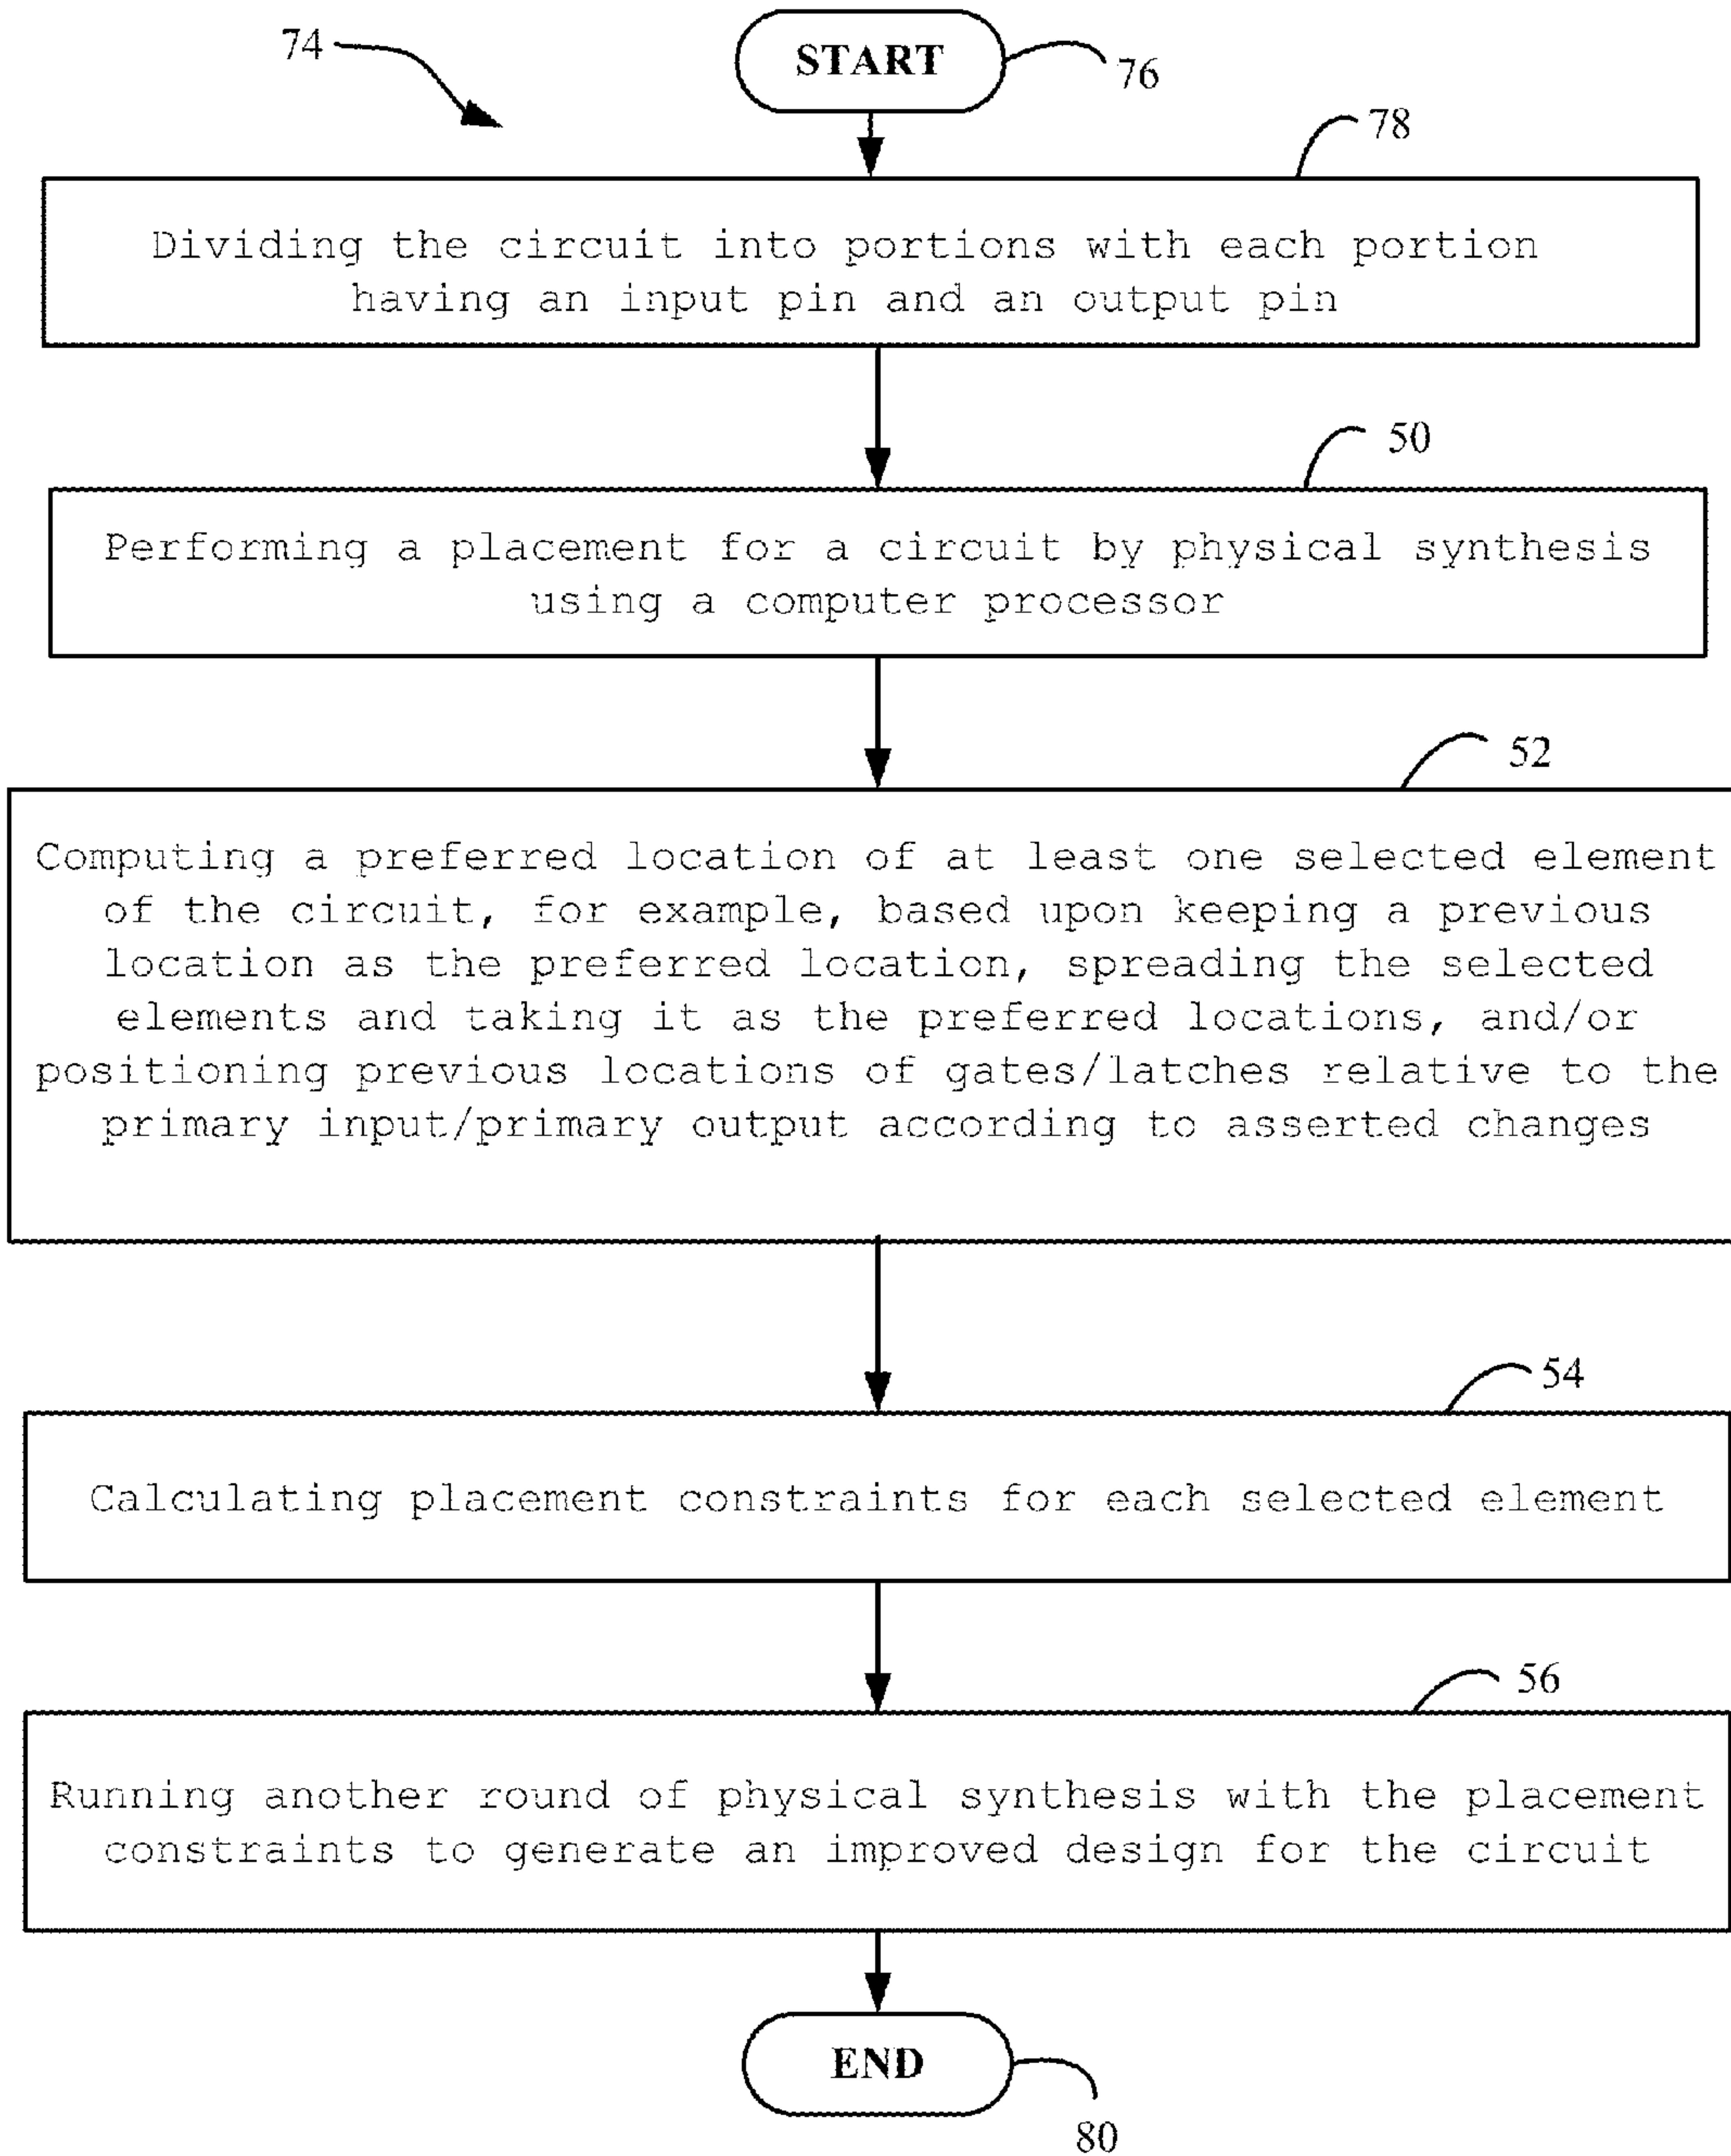 74
START
76
78
Dividing the circuit into portions with each portion
having an input pin and an output pin
50
Performing a placement for a circuit by physical synthesis
using a computer processor
52
Computing a preferred location of at least one selected element
of the circuit, for example, based upon keeping a previous
location as the preferred location, spreading the selected
elements and taking it as the preferred locations, and/or
positioning previous locations of gates/latches relative to the
primary input/primary output according to asserted changes
54
Calculating placement constraints for each selected element
56
Running another round of physical synthesis with the placement
constraints to generate an improved design for the circuit
END
80